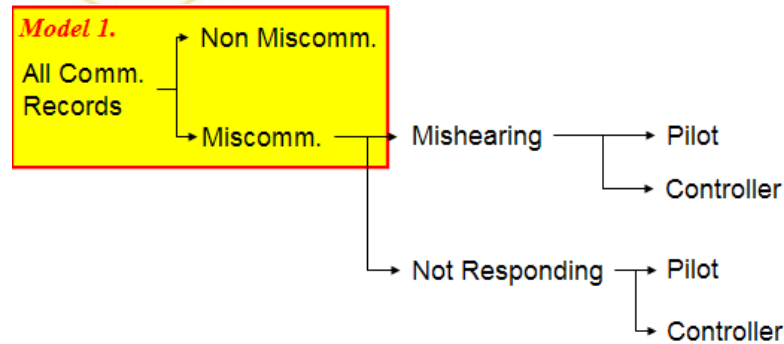 Model 1.
Non Miscomm.
All Comm.
Records
Miscomm.
Mishearing
Pilot
Controller
Not Responding
Pilot
Controller